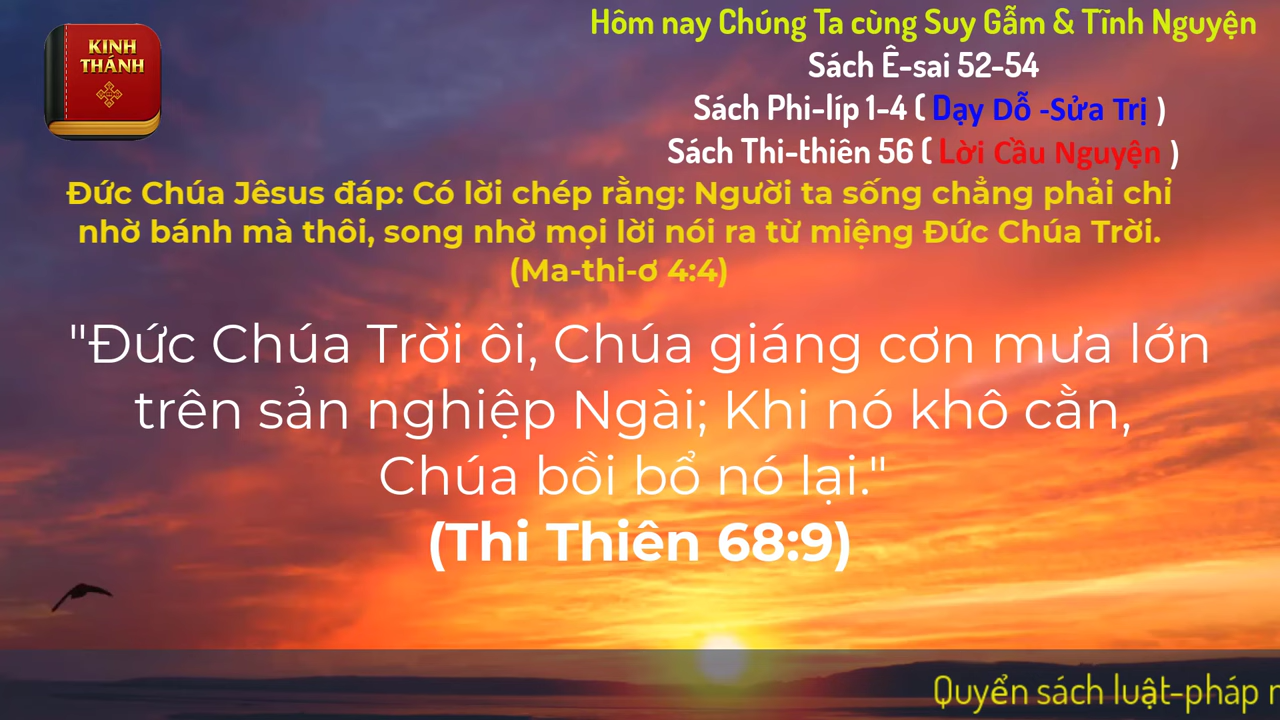 KINH
THÁNH
Hôm nay Chúng Ta cùng Suy Gẫm & Tĩnh Nguyện
Sách Ê-sai 52-54
Sách Phi-líp 1-4 ( Dạy Dỗ -Sửa Trị )
Sách Thi-thiên 56 ( Lời Cầu Nguyện )
Đức Chúa Jêsus đáp: Có lời chép rằng: Người ta sống chẳng phải chỉ
nhờ bánh mà thôi, song nhờ mọi lời nói ra từ miệng Đức Chúa Trời.
(Ma-thi-ơ 4:4)
"Đức Chúa Trời ôi, Chúa giáng cơn mưa lớn
trên sản nghiệp Ngài; Khi nó khô cằn,
Chúa bồi bổ nó lại."
(Thi Thiên 68:9)
Quyển sách luật-pháp